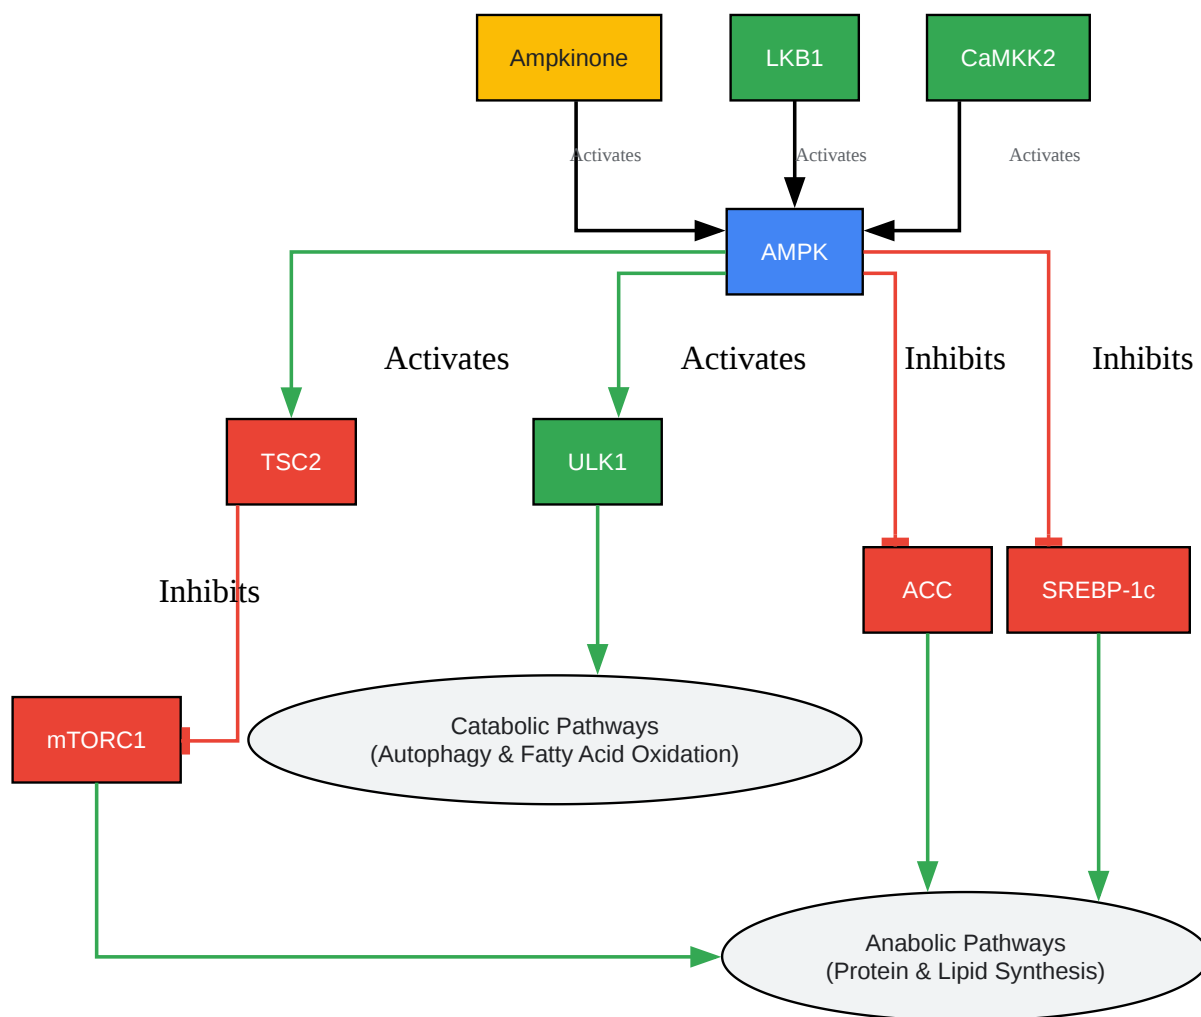 Ampkinone
LKB1
CaMKK2
Activates
Activates
Activates
AMPK
Activates
Activates
Inhibits
Inhibits
TSC2
ULK1
Inhibits
ACC
SREBP-1c
mTORC1
Catabolic Pathways
(Autophagy & Fatty Acid Oxidation)
Anabolic Pathways
(Protein & Lipid Synthesis)